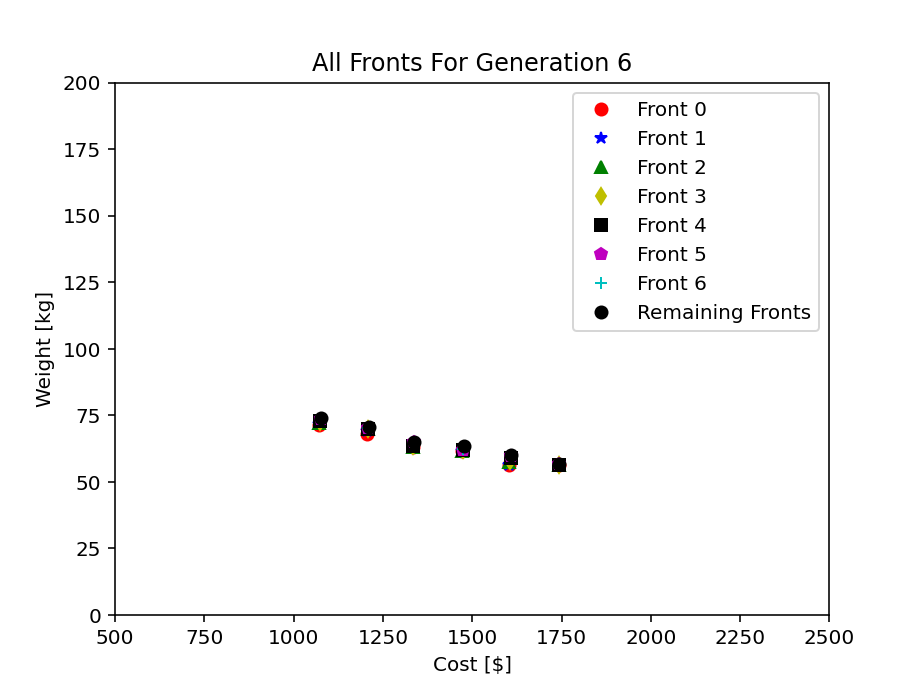 All Fronts For Generation 6
200
175
150
125
100
75
50
25
0
Weight [kg]
Front 0
Front 1
Front 2
Front 3
Front 4
Front 5
Front 6
Remaining Fronts
500 750 1000 1250 1500 1750 2000 2250 2500
Cost [$]